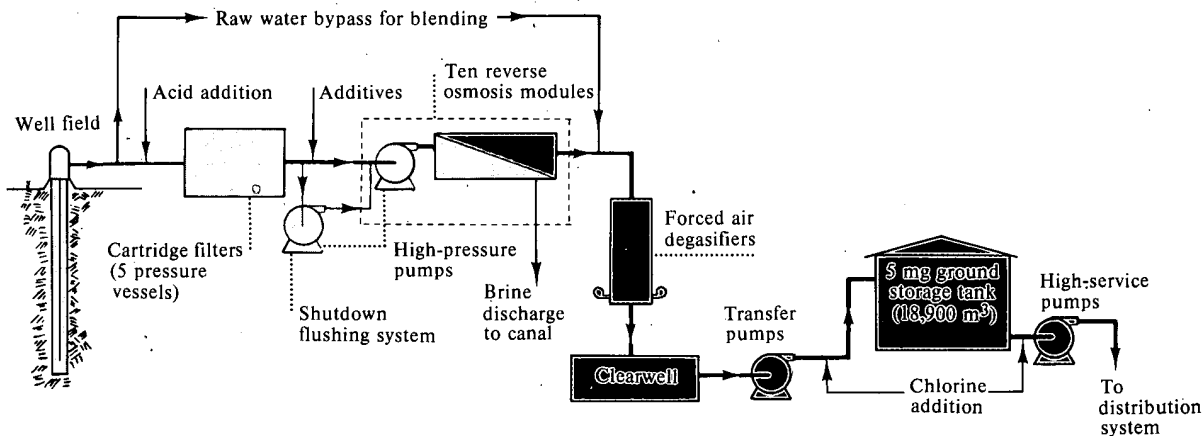 Raw water bypass for blending
Ten reverse
osmosis modules
Acid addition
Additives
Well field
Cartridge filters
(5 pressure
vessels)
High-pressure
pumps
Shutdown
flushing system
Brine
discharge
to canal
Forced air
degasifiers
Clearwell
Transfer
pumps
5 mg ground
storage tank
(18,900 m³)
High-service
pumps
Chlorine
addition
To
distribution
system